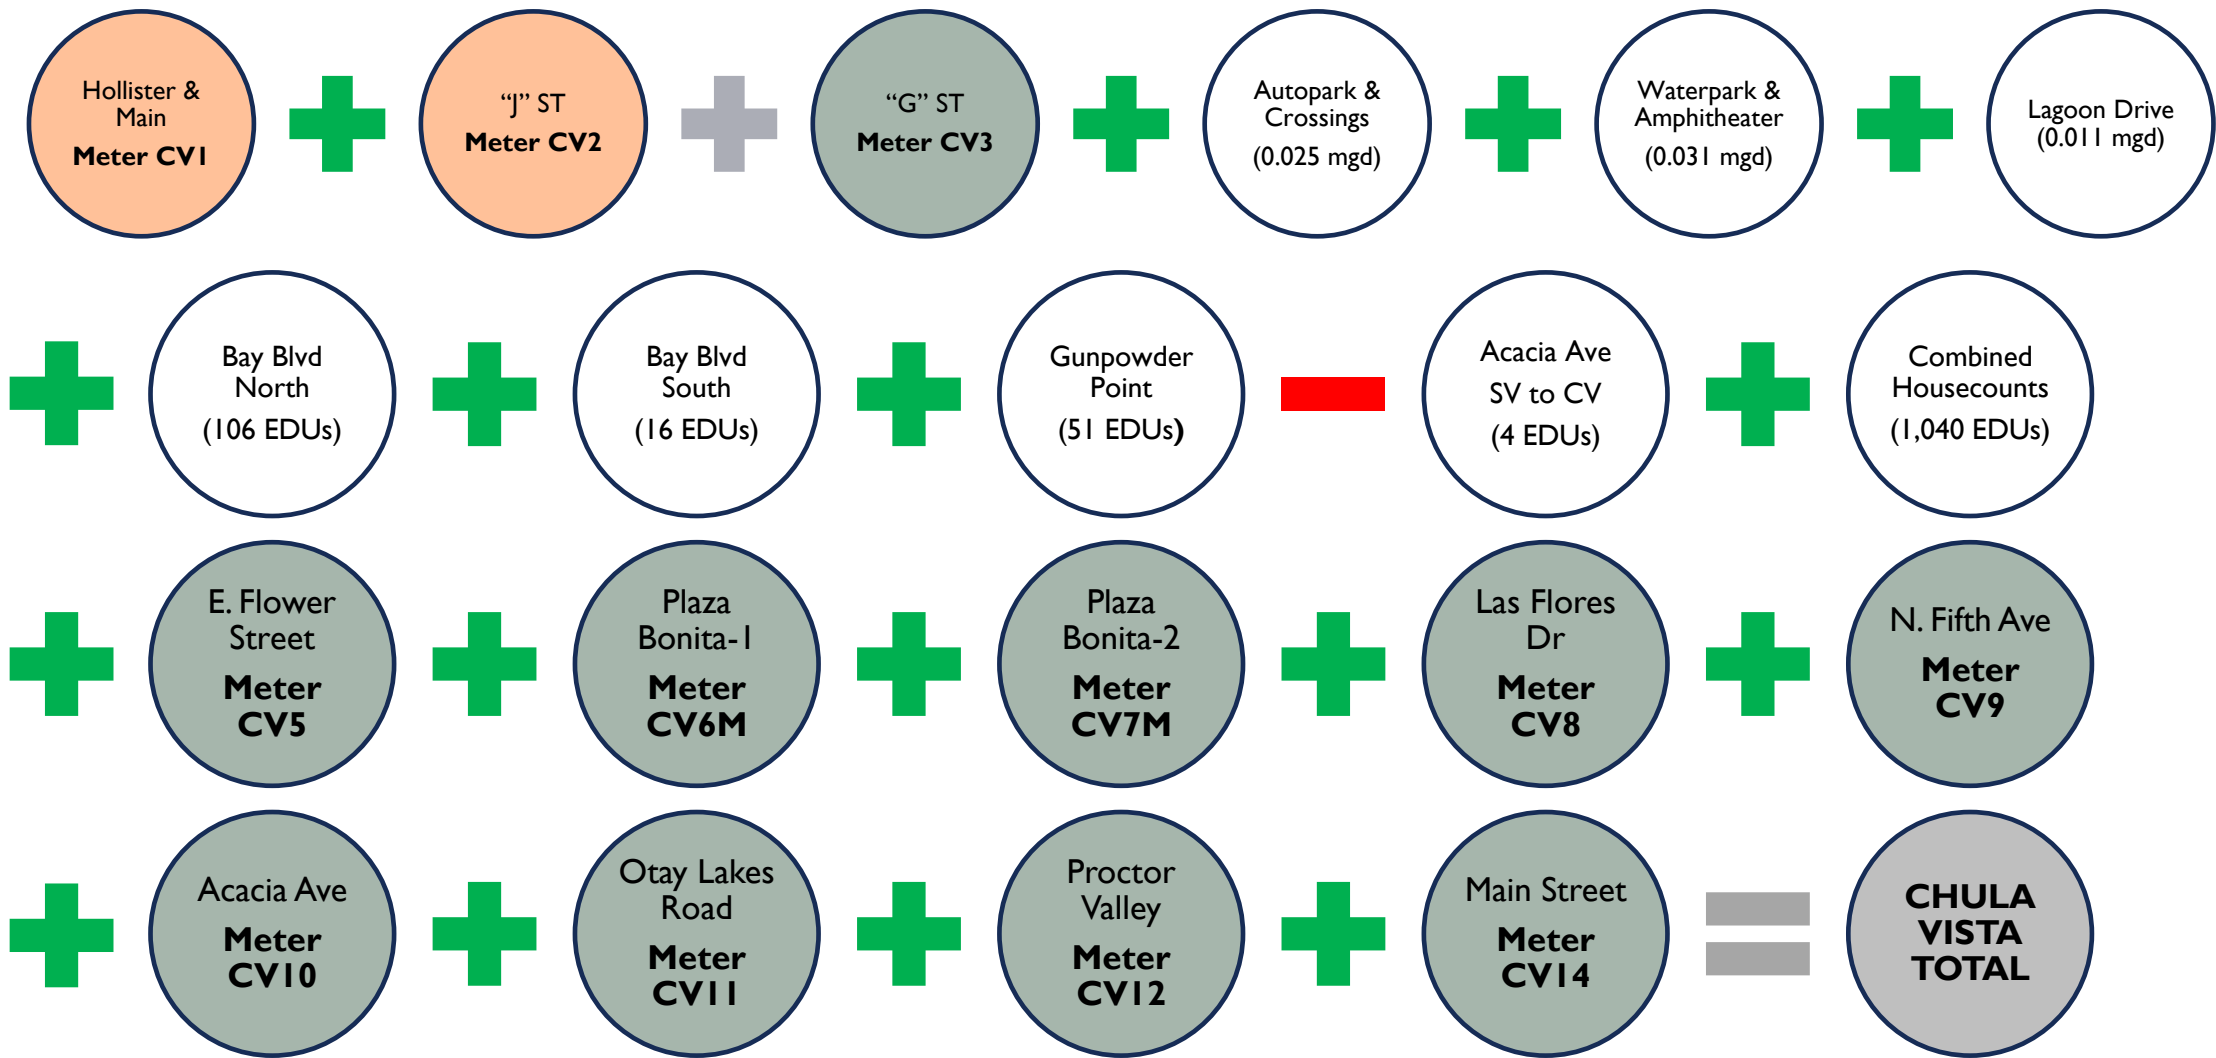 Hollister &
Main
Meter CV1
“J” ST
Meter CV2
“G” ST
Meter CV3
Autopark &
Crossings
(0.025 mgd)
Waterpark &
Amphitheater
(0.031 mgd)
Lagoon Drive
(0.011 mgd)
Bay Blvd
North
(106 EDUs)
Bay Blvd
South
(16 EDUs)
Gunpowder
Point
(51 EDUs)
Acacia Ave
SV to CV
(4 EDUs)
Combined
Housecounts
(1,040 EDUs)
E. Flower
Street
Meter
CV5
Plaza
Bonita-1
Meter
CV6M
Plaza
Bonita-2
Meter
CV7M
Las Flores
Dr
Meter
CV8
N. Fifth Ave
Meter
CV9
Acacia Ave
Meter
CV10
Otay Lakes
Road
Meter
CV11
Proctor
Valley
Meter
CV12
Main Street
Meter
CV14
CHULA
VISTA
TOTAL